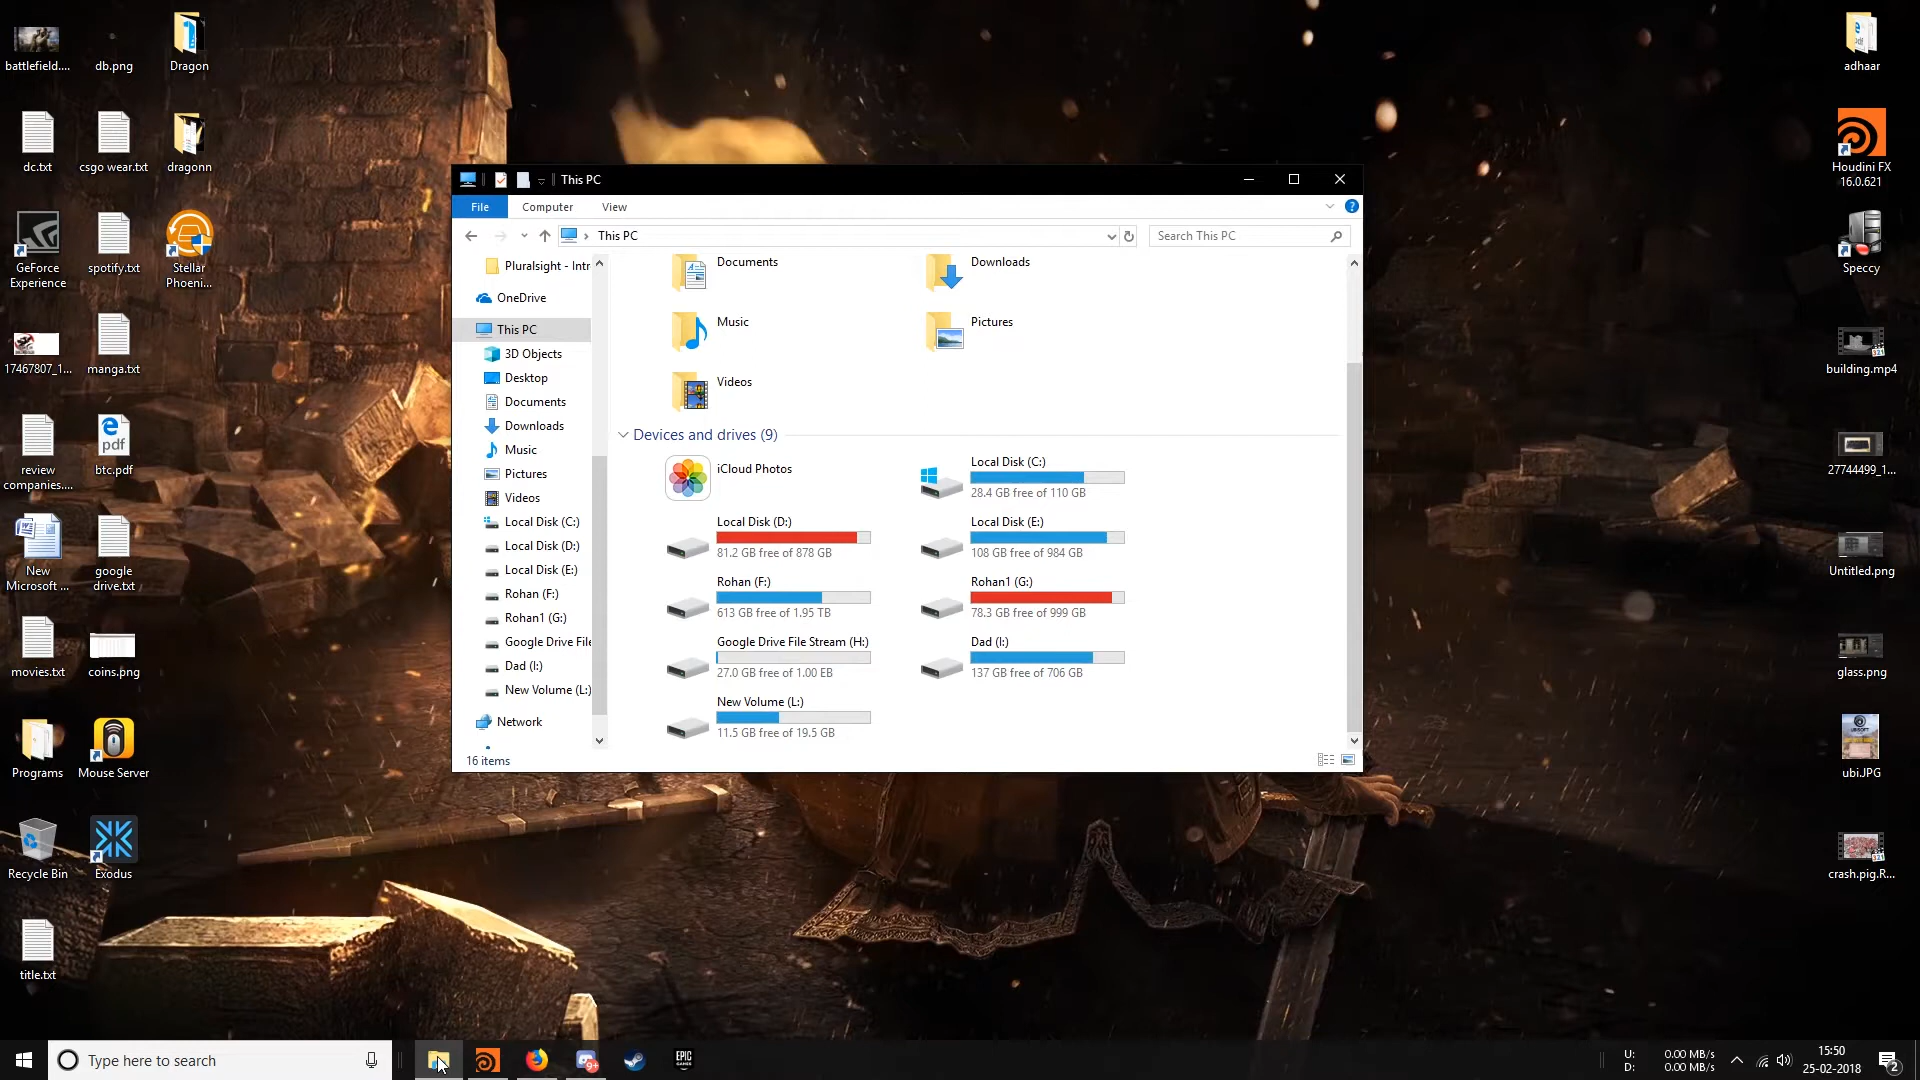 battlefield....
db.png
Dragon
dc.txt
csgo wear.txt
dragonn
GeForce
Experience
spotify.txt
Stellar
Phoeni...
17467807_1...
manga.txt
review
companies....
btc.pdf
New
Microsoft ...
google
drive.txt
movies.txt
coins.png
Programs
Mouse Server
Recycle Bin
Exodus
title.txt
This PC
File
Computer
View
This PC
Search This PC
Pluralsight - Intr
OneDrive
This PC
3D Objects
Desktop
Documents
Downloads
Music
Pictures
Videos
Local Disk (C:)
Local Disk (D:)
Local Disk (E:)
Rohan (F:)
Rohan1 (G:)
Google Drive File
Dad (I:)
New Volume (L:)
Network
Documents
Downloads
Music
Pictures
Videos
Devices and drives (9)
iCloud Photos
Local Disk (C:)
28.4 GB free of 110 GB
Local Disk (D:)
81.2 GB free of 878 GB
Local Disk (E:)
108 GB free of 984 GB
Rohan (F:)
613 GB free of 1.95 TB
Rohan1 (G:)
78.3 GB free of 999 GB
Google Drive File Stream (H:)
27.0 GB free of 1.00 EB
Dad (I:)
137 GB free of 706 GB
New Volume (L:)
11.5 GB free of 19.5 GB
16 items
adhaar
Houdini FX
16.0.621
Speccy
building.mp4
27744499_1...
Untitled.png
glass.png
ubi.JPG
crash.pig.R...
Type here to search
9+
EPIC
GAMES
U: 0.00 MB/s
D: 0.00 MB/s
15:50
25-02-2018
2